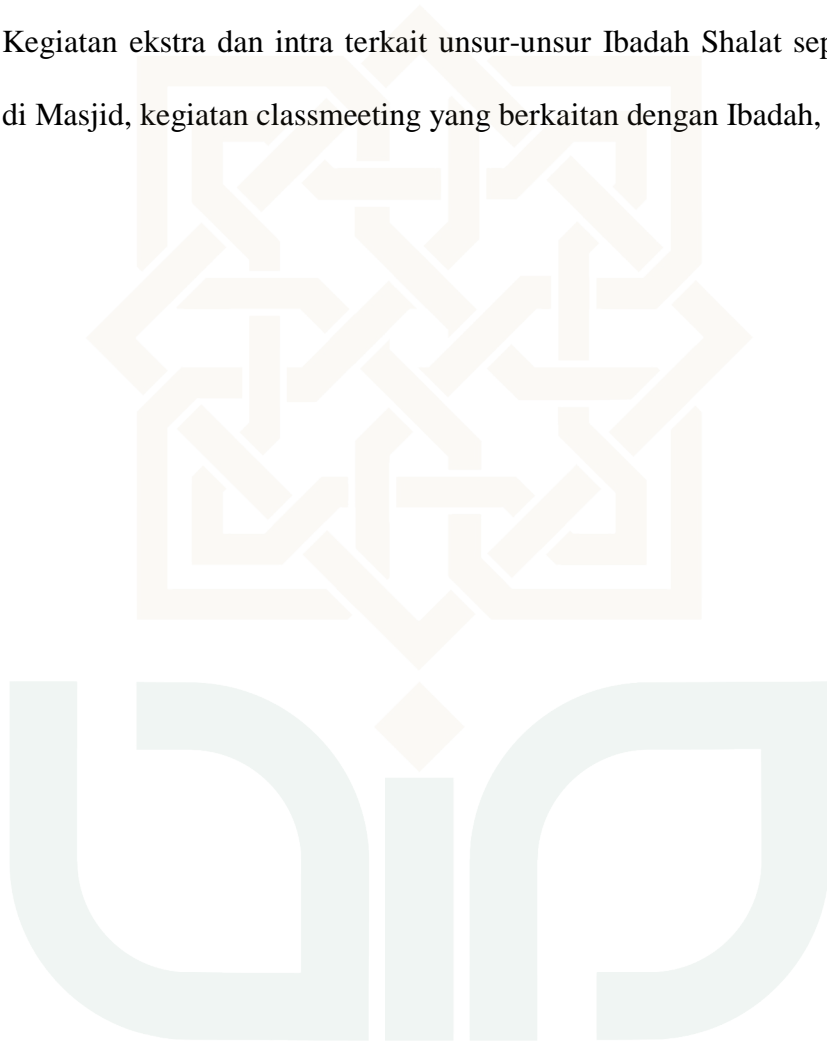 Kegiatan ekstra dan intra terkait unsur-unsur Ibadah Shalat
di Masjid, kegiatan classmeeting yang berkaitan dengan Ibadah,